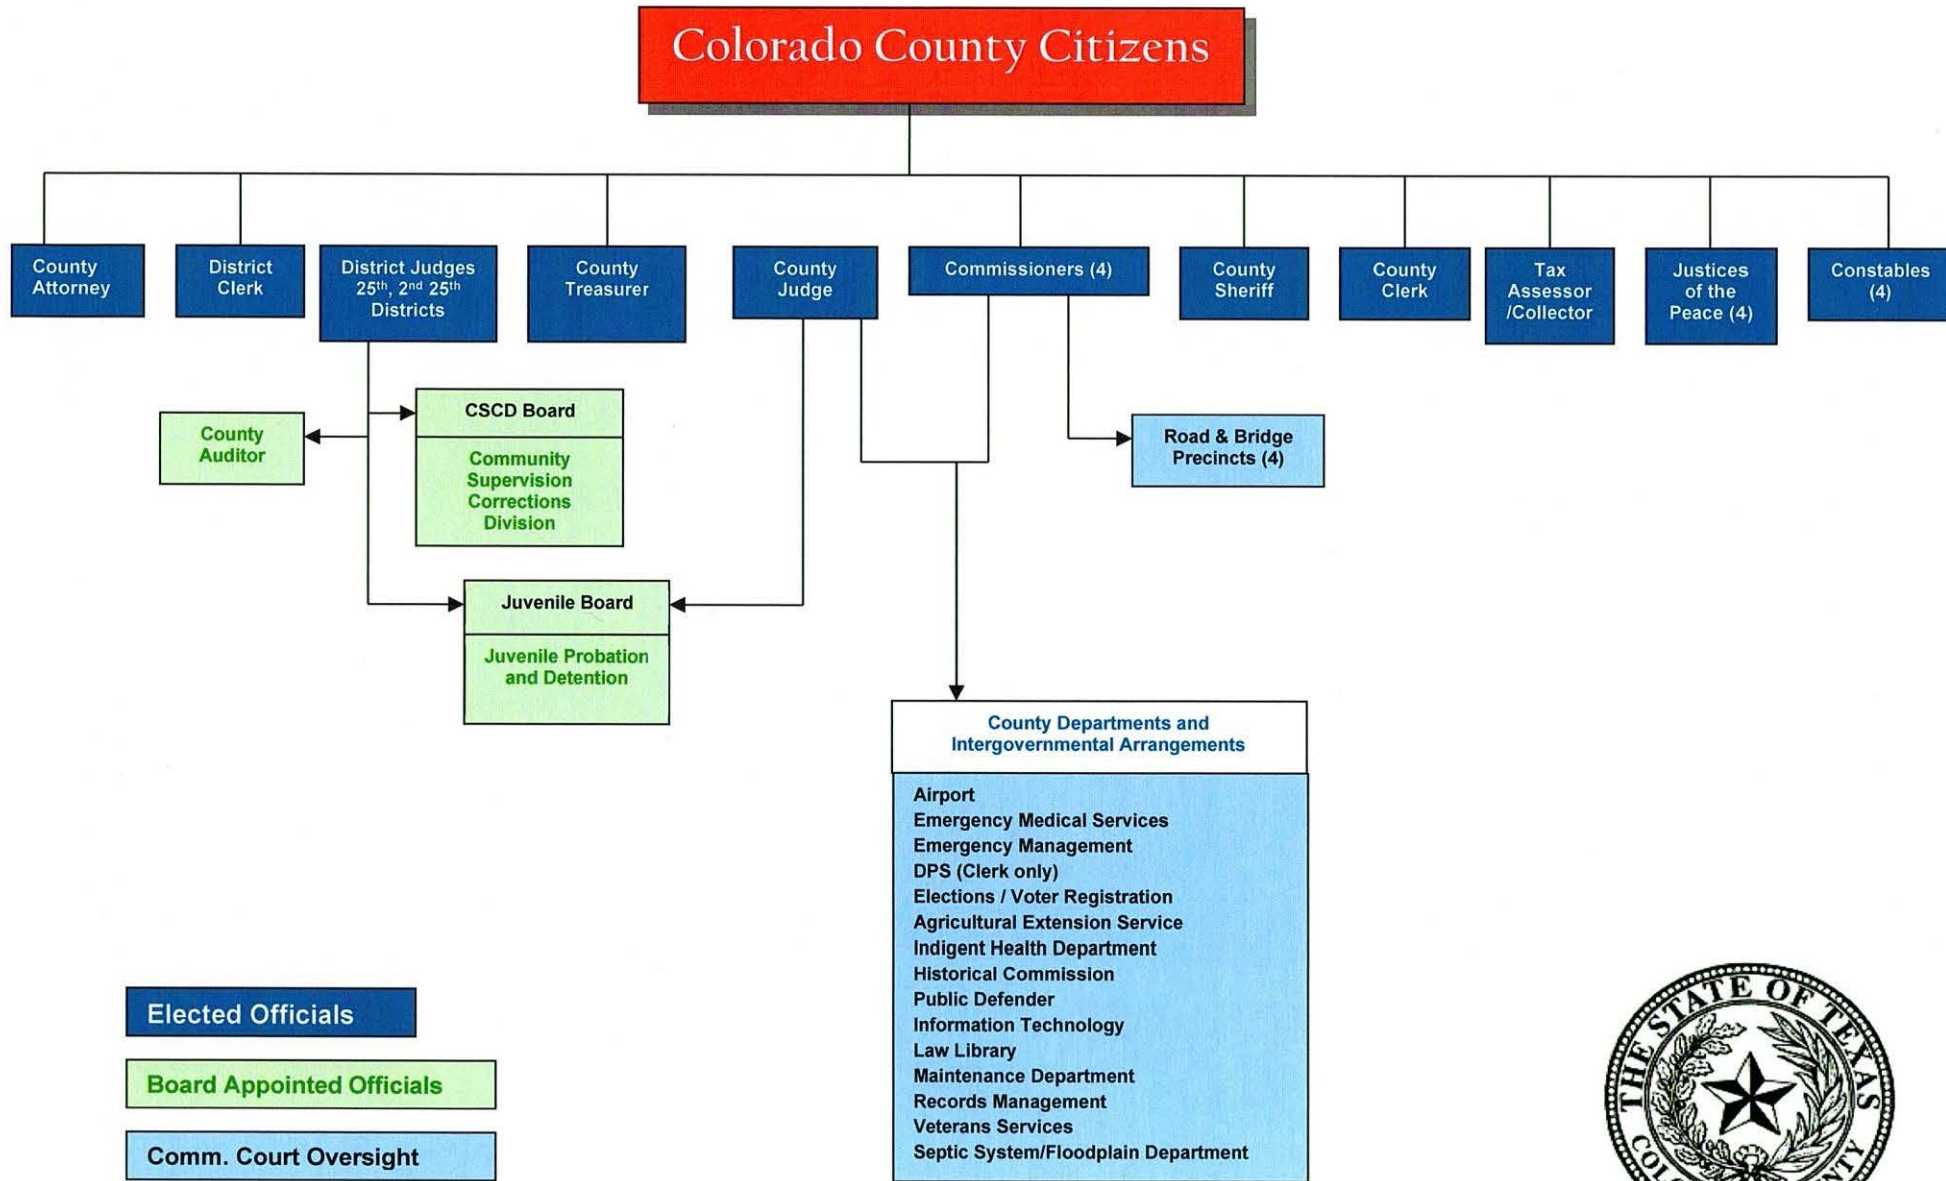 Colorado County Citizens
County
Attorney
District
Clerk
District Judges
25th, 2nd 25th
Districts
County
Treasurer
County
Judge
Commissioners (4)
County
Sheriff
County
Clerk
Tax
Assessor
/Collector
Justices
of the
Peace (4)
Constables
(4)
County
Auditor
CSCD Board
Community
Supervision
Corrections
Division
Road & Bridge
Precincts (4)
Juvenile Board
Juvenile Probation
and Detention
County Departments and
Intergovernmental Arrangements
Airport
Emergency Medical Services
Emergency Management
DPS (Clerk only)
Elections / Voter Registration
Agricultural Extension Service
Indigent Health Department
Historical Commission
Public Defender
Information Technology
Law Library
Maintenance Department
Records Management
Veterans Services
Septic System/Floodplain Department
Elected Officials
Board Appointed Officials
Comm. Court Oversight
THE STATE OF TEXAS